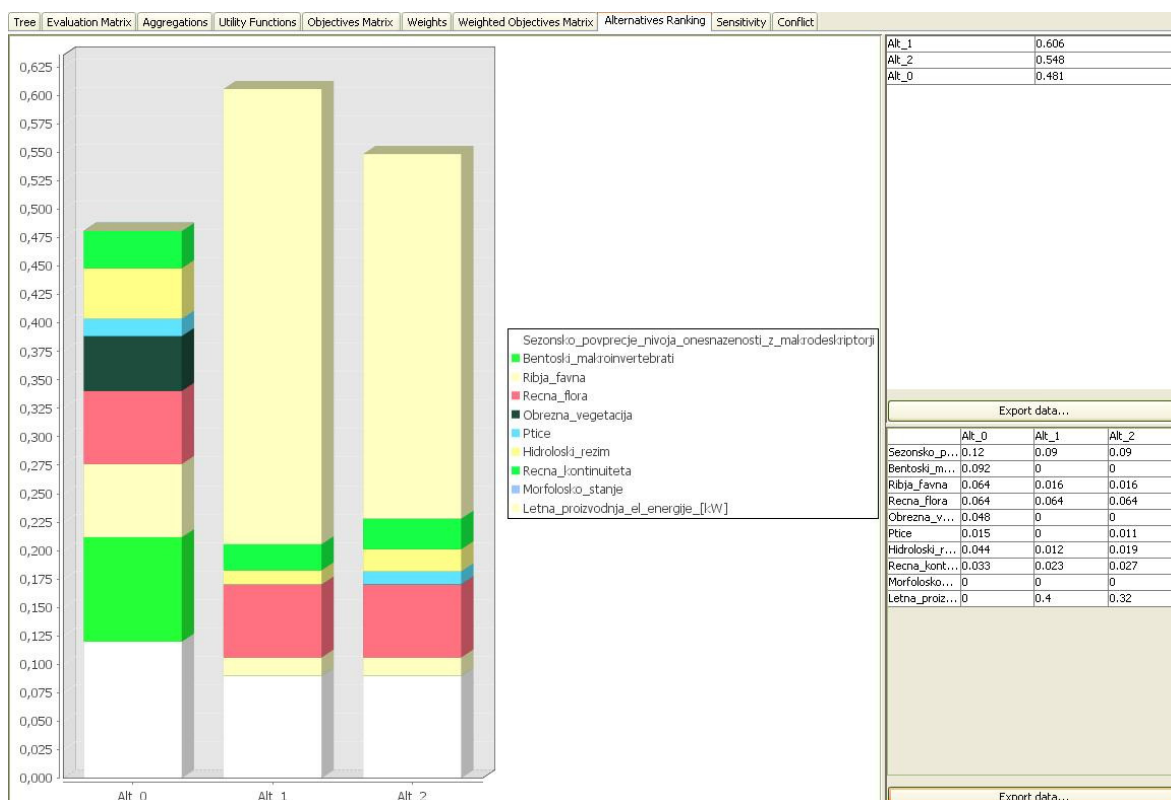 Tree Evaluation Matrix Aggregations Utility Functions Objectives Matrix Weights Weighted Objectives Matrix Alternatives Ranking Sensitivity Conflict
0,625
0,600
0,575
0,550
0,525
0,500
0,475
0,450
0,425
0,400
0,375
0,350
0,325
0,300
0,275
0,250
0,225
0,200
0,175
0,150
0,125
0,100
0,075
0,050
0,025
0,000
Alt_0 Alt_1 Alt_2
Sezonsko_povprecje_nivoja_onesnazenosti_z_makrodeskriptorji
Bentoski_makroinvertebrati
Ribja_favna
Recna_flora
Obrezna_vegetacija
Ptice
Hidroloski_rezim
Recna_kontinuiteta
Morfolosko_stanje
Letna_proizvodnja_el_energije_[kW]
Alt_1 0.606
Alt_2 0.548
Alt_0 0.481
Export data...
Alt_0 Alt_1 Alt_2
Sezonsko_p... 0.12 0.09 0.09
Bentoski_m... 0.092 0 0
Ribja_favna 0.064 0.016 0.016
Recna_flora 0.064 0.064 0.064
Obrezna_v... 0.048 0 0
Ptice 0.015 0 0.011
Hidroloski_r... 0.044 0.012 0.019
Recna_kont... 0.033 0.023 0.027
Morfolosko... 0 0 0
Letna_proiz... 0 0.4 0.32
Export data...